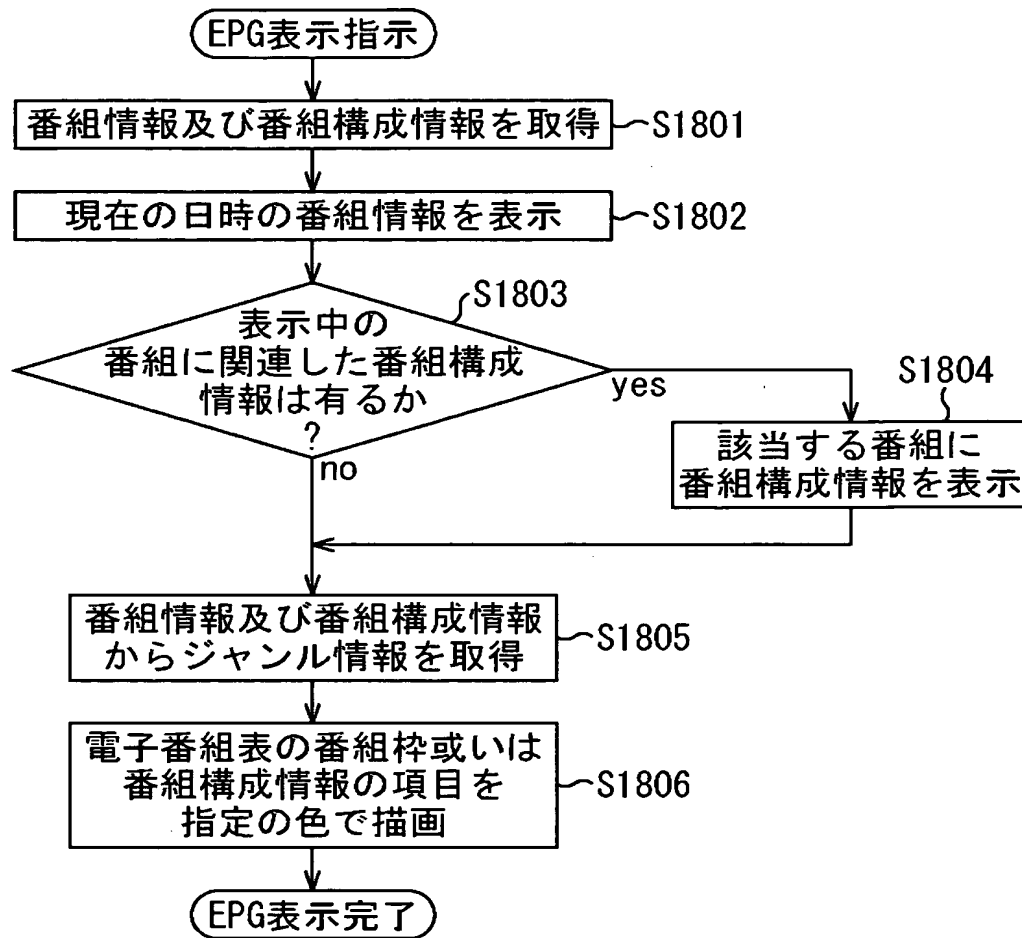 EPG表示指示
番組情報及び番組構成情報を取得
S1801
現在の日時の番組情報を表示
S1802
S1803
表示中の
番組に関連した番組構成
情報は有るか
?
yes
no
S1804
該当する番組に
番組構成情報を表示
番組情報及び番組構成情報
からジャンル情報を取得
S1805
電子番組表の番組枠或いは
番組構成情報の項目を
指定の色で描画
S1806
EPG表示完了